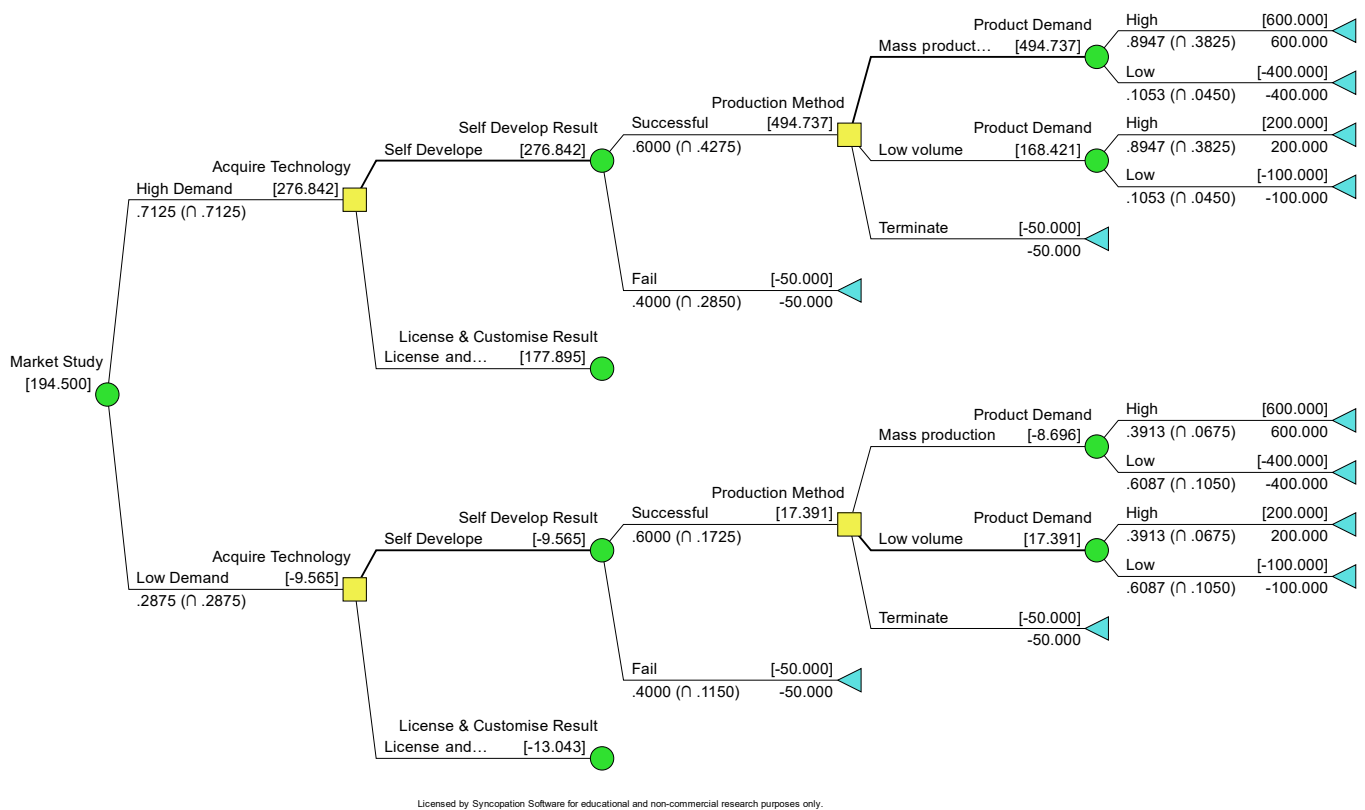 Product Demand
High [600.000]
Mass product... [494.737]
.8947 (∩ .3825) 600.000
Low [-400.000]
.1053 (∩ .0450) -400.000
Production Method
Self Develop Result
Successful [494.737]
Product Demand
High [200.000]
.6000 (∩ .4275)
Low volume [168.421]
.8947 (∩ .3825) 200.000
Acquire Technology
Self Develope [276.842]
Low [-100.000]
High Demand [276.842]
.1053 (∩ .0450) -100.000
.7125 (∩ .7125)
Terminate [-50.000]
-50.000
Fail [-50.000]
.4000 (∩ .2850) -50.000
License & Customise Result
Market Study
License and... [177.895]
[194.500]
Product Demand
High [600.000]
Mass production [-8.696]
.3913 (∩ .0675) 600.000
Low [-400.000]
.6087 (∩ .1050) -400.000
Production Method
Self Develop Result
Successful [17.391]
Product Demand
High [200.000]
.6000 (∩ .1725)
Low volume [17.391]
.3913 (∩ .0675) 200.000
Acquire Technology
Self Develope [-9.565]
Low [-100.000]
Low Demand [-9.565]
.6087 (∩ .1050) -100.000
.2875 (∩ .2875)
Terminate [-50.000]
-50.000
Fail [-50.000]
.4000 (∩ .1150) -50.000
License & Customise Result
License and... [-13.043]
Licensed by Syncopation Software for educational and non-commercial research purposes only.